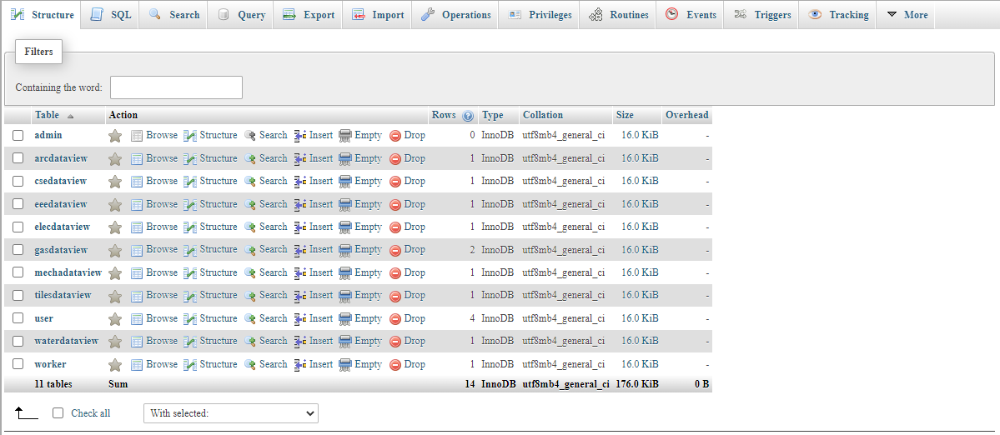 Structure SQL Search Query Export Import Operations Privileges Routines Events Triggers Tracking More
Filters
Containing the word:
Table Action Rows Type Collation Size Overhead
admin Browse Structure Search Insert Empty Drop 0 InnoDB utf8mb4_general_ci 16.0 KiB -
arcdataview Browse Structure Search Insert Empty Drop 1 InnoDB utf8mb4_general_ci 16.0 KiB -
csedataview Browse Structure Search Insert Empty Drop 1 InnoDB utf8mb4_general_ci 16.0 KiB -
eeedataview Browse Structure Search Insert Empty Drop 1 InnoDB utf8mb4_general_ci 16.0 KiB -
elecdataview Browse Structure Search Insert Empty Drop 1 InnoDB utf8mb4_general_ci 16.0 KiB -
gasdataview Browse Structure Search Insert Empty Drop 2 InnoDB utf8mb4_general_ci 16.0 KiB -
mechadataview Browse Structure Search Insert Empty Drop 1 InnoDB utf8mb4_general_ci 16.0 KiB -
tilesdataview Browse Structure Search Insert Empty Drop 1 InnoDB utf8mb4_general_ci 16.0 KiB -
user Browse Structure Search Insert Empty Drop 4 InnoDB utf8mb4_general_ci 16.0 KiB -
waterdataview Browse Structure Search Insert Empty Drop 1 InnoDB utf8mb4_general_ci 16.0 KiB -
worker Browse Structure Search Insert Empty Drop 1 InnoDB utf8mb4_general_ci 16.0 KiB -
11 tables Sum 14 InnoDB utf8mb4_general_ci 176.0 KiB 0 B
Check all With selected: